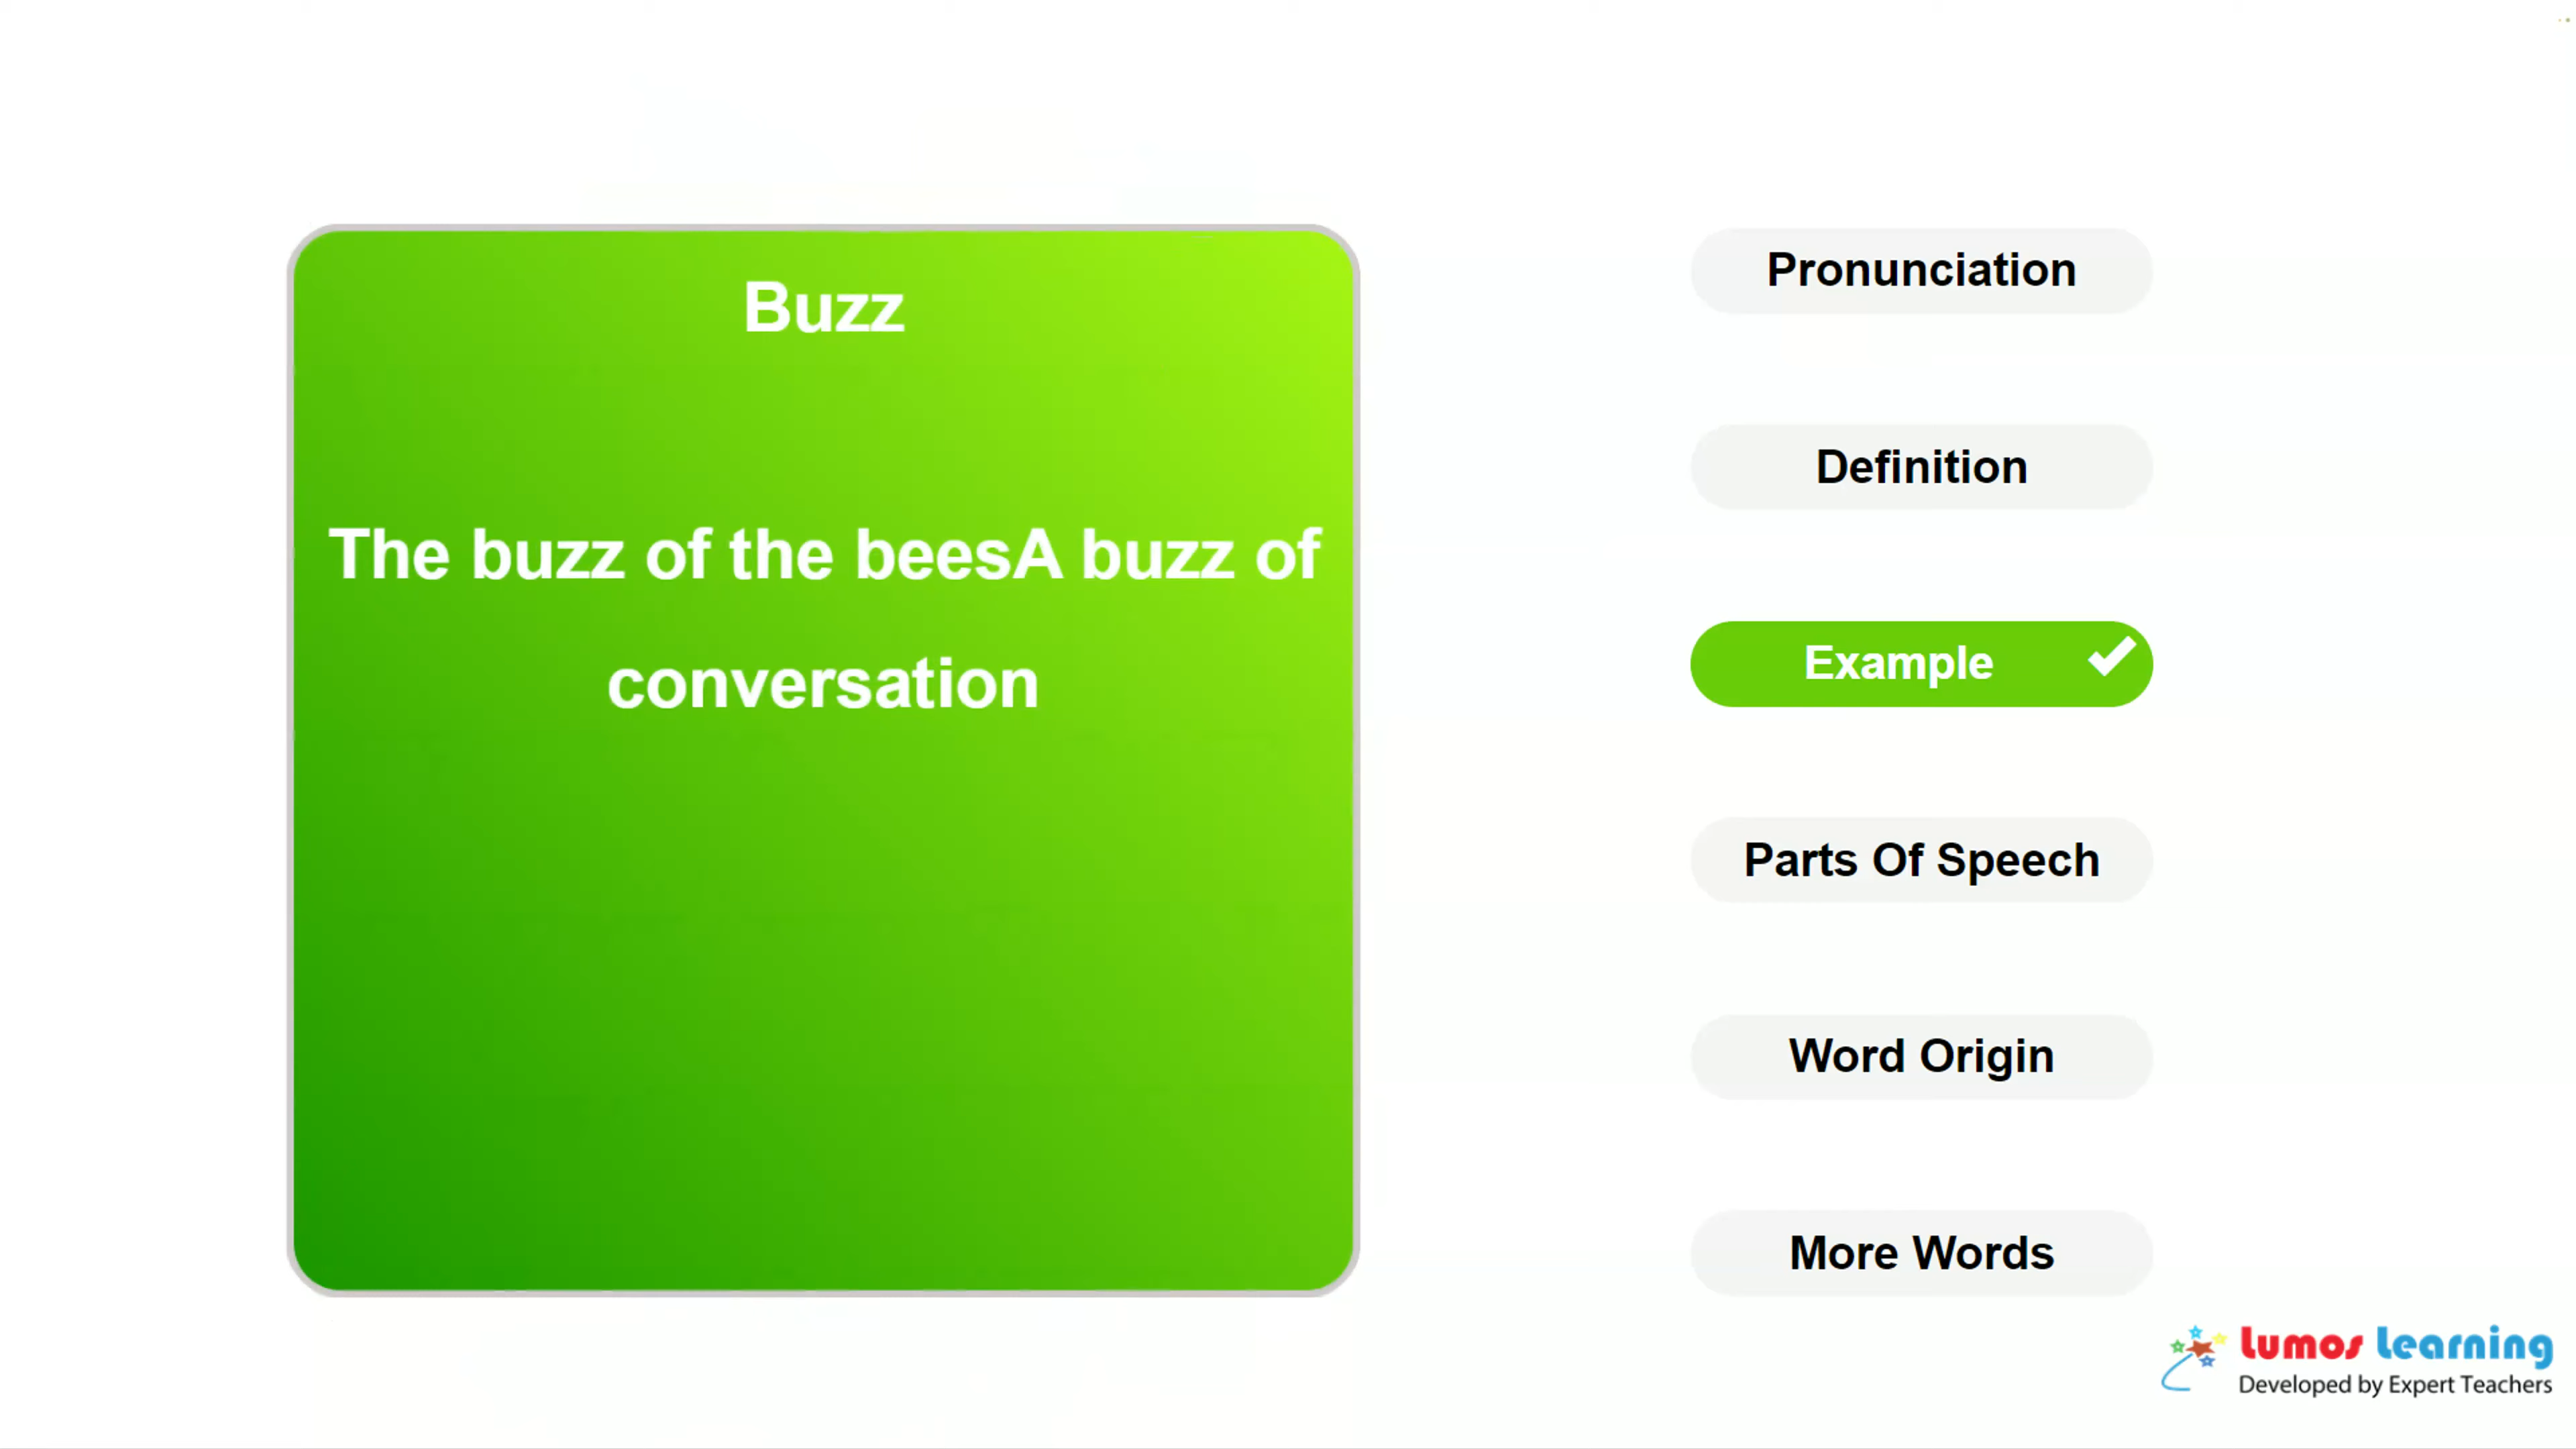 Buzz
The buzz of the beesA buzz of
conversation
Pronunciation
Definition
Example
Parts Of Speech
Word Origin
More Words
Lumos Learning
Developed by Expert Teachers